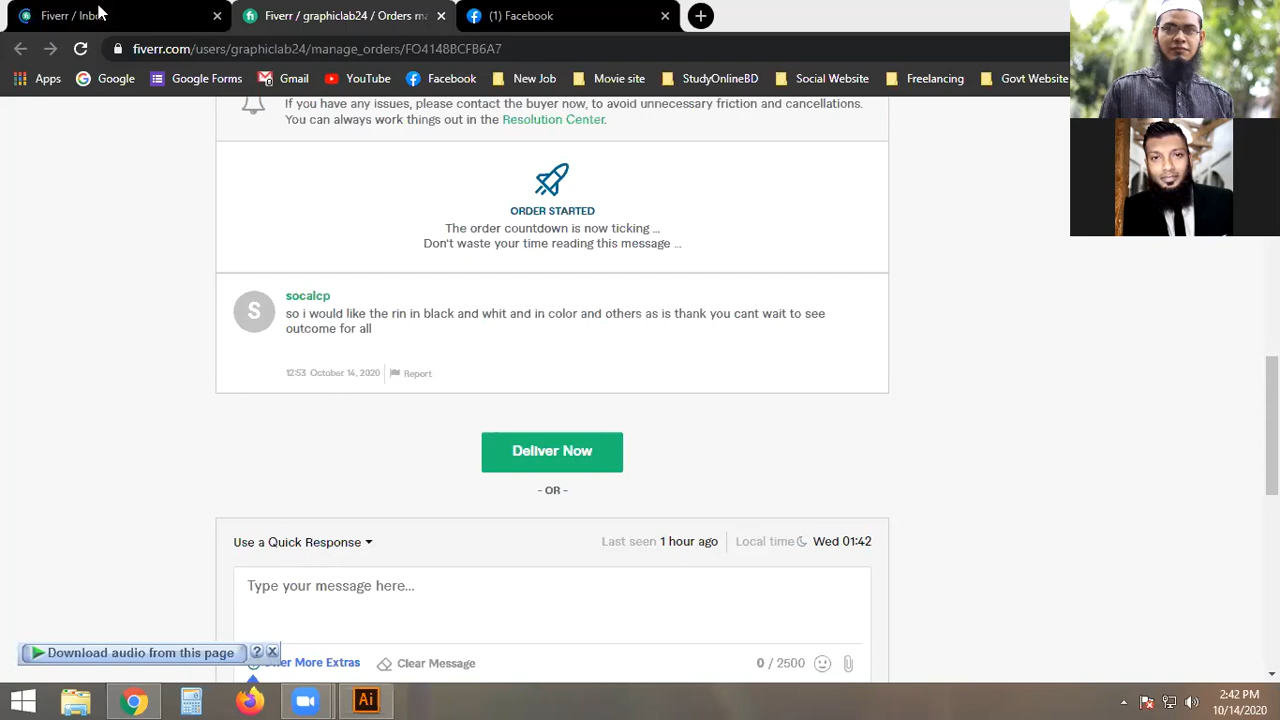 Fiverr / Inbo
Fiverr / graphiclab24 / Orders m
(1) Facebook
fiverr.com/users/graphiclab24/manage_orders/FO4148BCFB6A7
Apps
Google
Google Forms
Gmail
YouTube
Facebook
New Job
Movie site
StudyOnlineBD
Social Website
Freelancing
Govt Website
If you have any issues, please contact the buyer now, to avoid unnecessary friction and cancellations.
You can always work things out in the Resolution Center.
ORDER STARTED
The order countdown is now ticking ...
Don't waste your time reading this message ...
S
socalcp
so i would like the rin in black and whit and in color and others as is thank you cant wait to see
outcome for all
12:53 October 14, 2020
Report
Deliver Now
- OR -
Use a Quick Response
Last seen 1 hour ago
Local time Wed 01:42
Type your message here...
Download audio from this page
?
er More Extras
Clear Message
0 / 2500
Ai
2:42 PM
10/14/2020